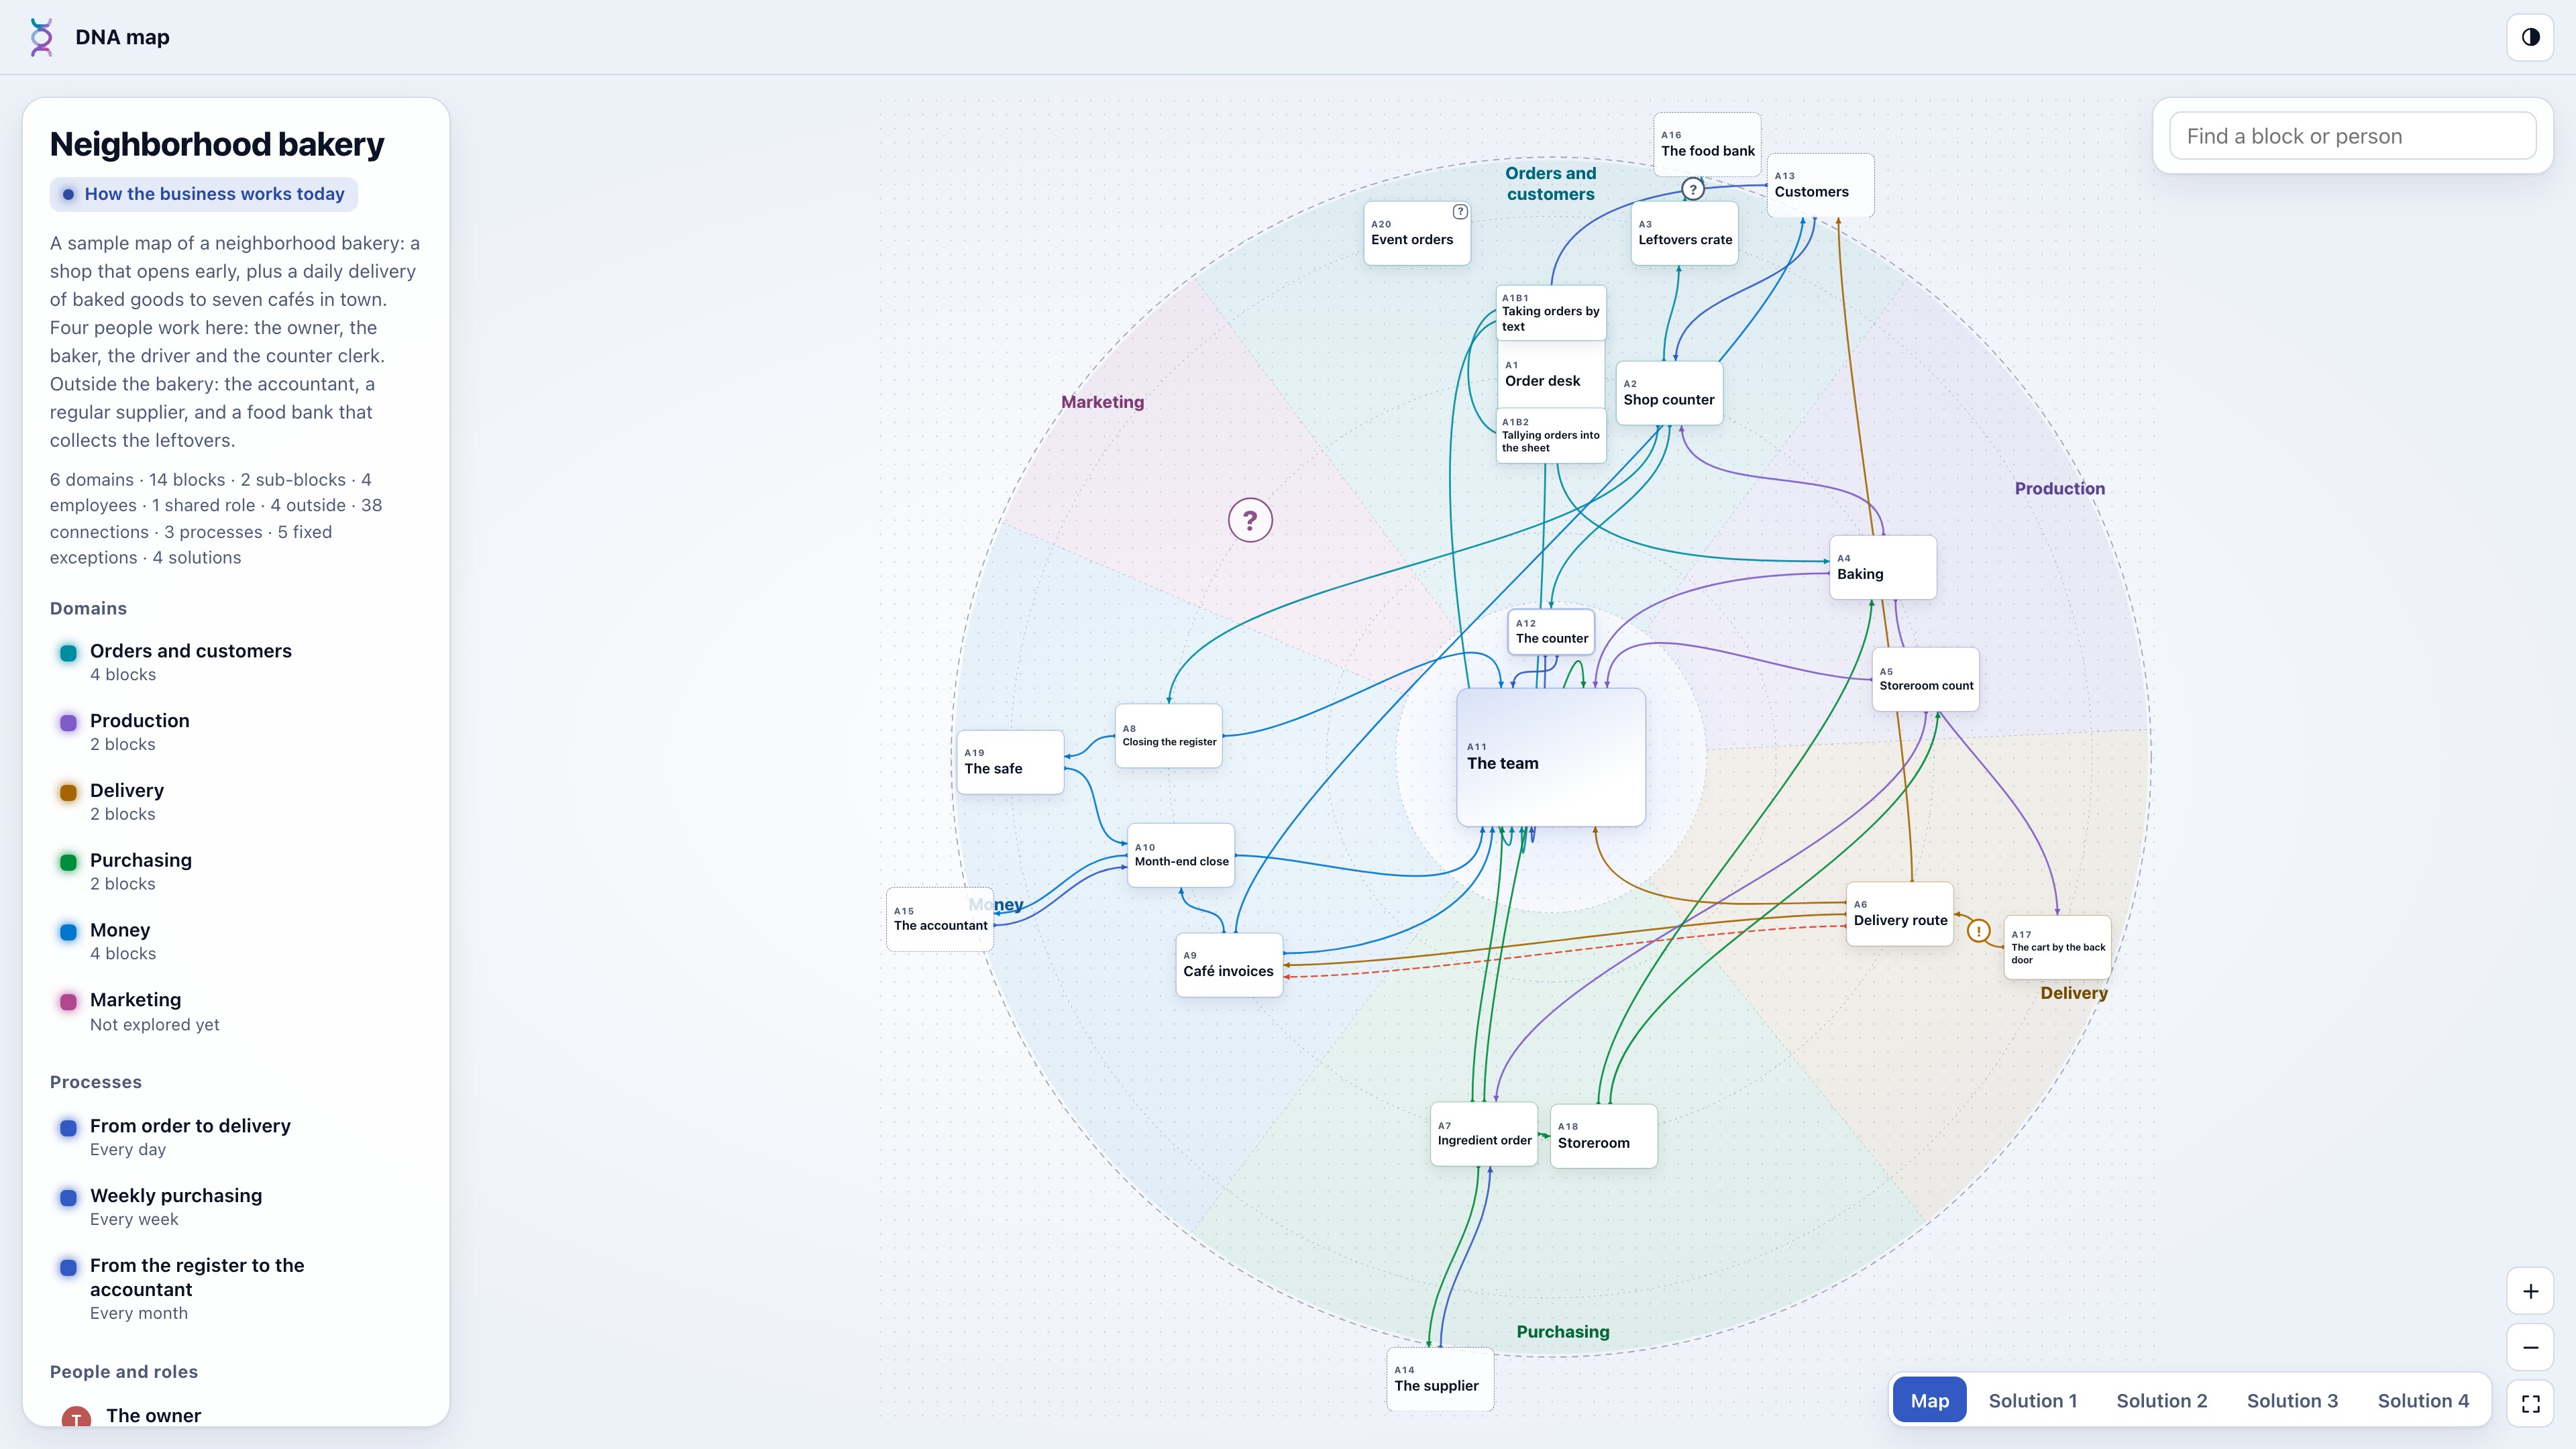 DNA map
Neighborhood bakery
How the business works today
A sample map of a neighborhood bakery: a
shop that opens early, plus a daily delivery
of baked goods to seven cafés in town.
Four people work here: the owner, the
baker, the driver and the counter clerk.
Outside the bakery: the accountant, a
regular supplier, and a food bank that
collects the leftovers.
6 domains · 14 blocks · 2 sub-blocks · 4
employees · 1 shared role · 4 outside · 38
connections · 3 processes · 5 fixed
exceptions · 4 solutions
Domains
Orders and customers
4 blocks
Production
2 blocks
Delivery
2 blocks
Purchasing
2 blocks
Money
4 blocks
Marketing
Not explored yet
Processes
From order to delivery
Every day
Weekly purchasing
Every week
From the register to the
accountant
Every month
People and roles
T
The owner
Find a block or person
A16
The food bank
?
A13
Customers
Orders and
customers
A20
?
Event orders
A3
Leftovers crate
A1B1
Taking orders by
text
A1
Order desk
A2
Shop counter
A1B2
Tallying orders into
the sheet
Marketing
?
Production
A4
Baking
A12
The counter
A5
Storeroom count
A8
Closing the register
A19
The safe
A11
The team
A10
Month-end close
Money
A15
The accountant
A9
Café invoices
A6
Delivery route
!
A17
The cart by the back
door
Delivery
A7
Ingredient order
A18
Storeroom
Purchasing
A14
The supplier
+
−
Map
Solution 1
Solution 2
Solution 3
Solution 4